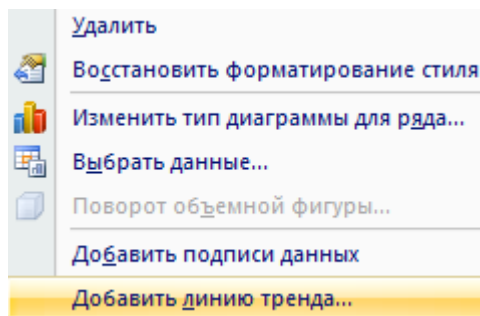 Удалить
Восстановить форматирование стиля
Изменить тип диаграммы для ряда...
Выбрать данные...
Поворот объемной фигуры...
Добавить подписи данных
Добавить линию тренда...